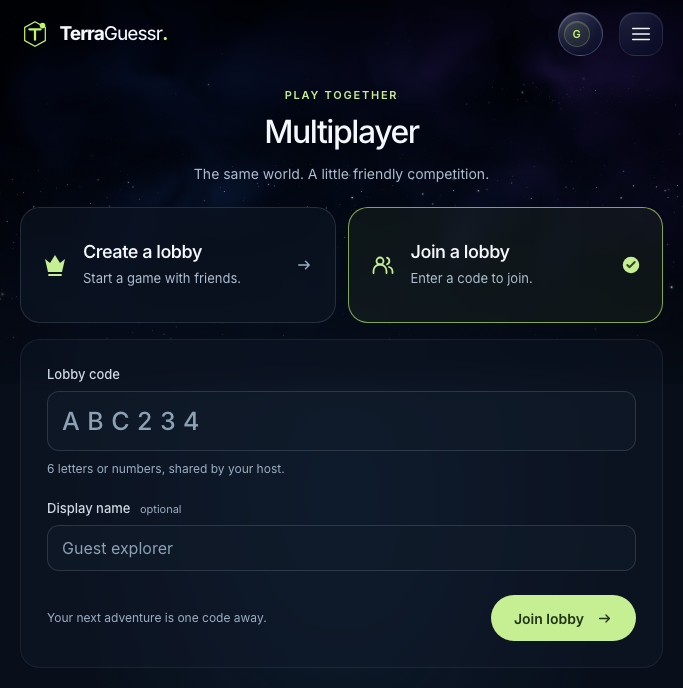 TerraGuessr.
G
PLAY TOGETHER
Multiplayer
The same world. A little friendly competition.
Create a lobby
Start a game with friends.
Join a lobby
Enter a code to join.
Lobby code
ABC234
6 letters or numbers, shared by your host.
Display name optional
Guest explorer
Your next adventure is one code away.
Join lobby